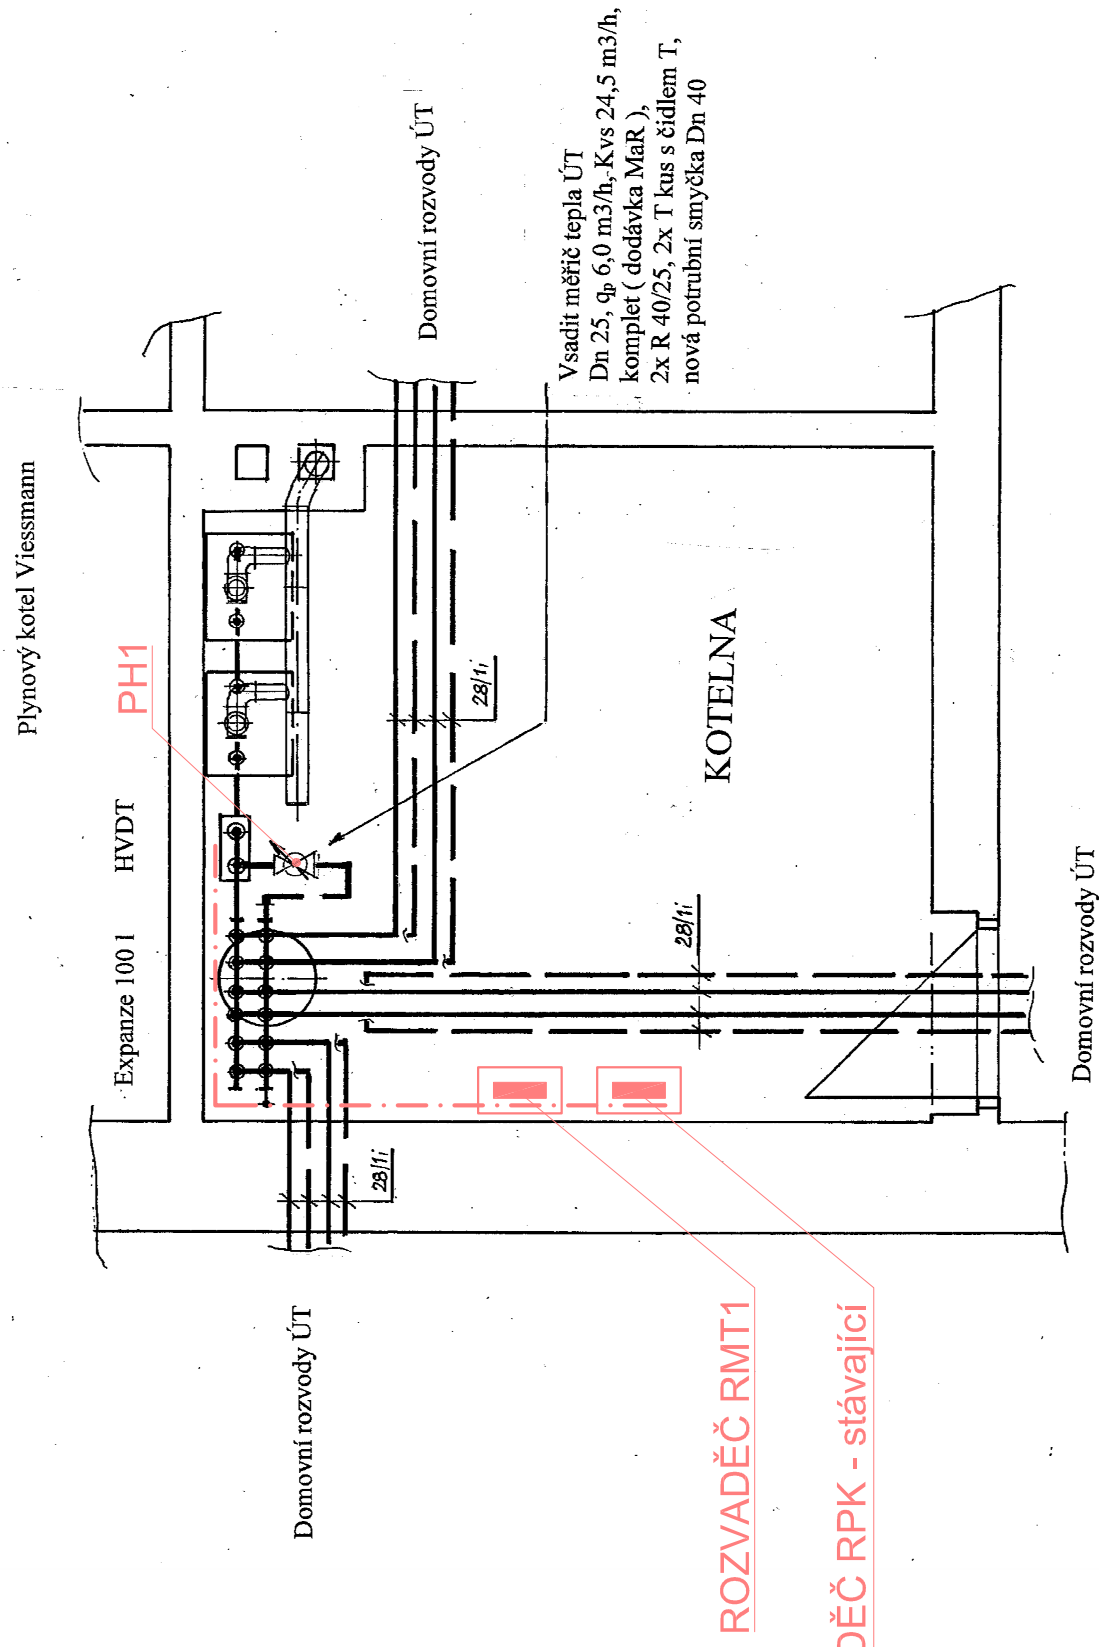 Plynový kotel Viessmann
PH1
HVDT
Expanze 100 l
Domovní rozvody ÚT
Vsadit měřič tepla ÚT
Dn 25, qp 6,0 m3/h,-Kvs 24,5 m3/h,
komplet ( dodávka MaR ),
2x R 40/25, 2x T kus s čidlem T,
nová potrubní smyčka Dn 40
28/1i
KOTELNA
28/1i
28/1i
Domovní rozvody ÚT
Domovní rozvody ÚT
ROZVADĚČ RMT1
DĚČ RPK - stávající